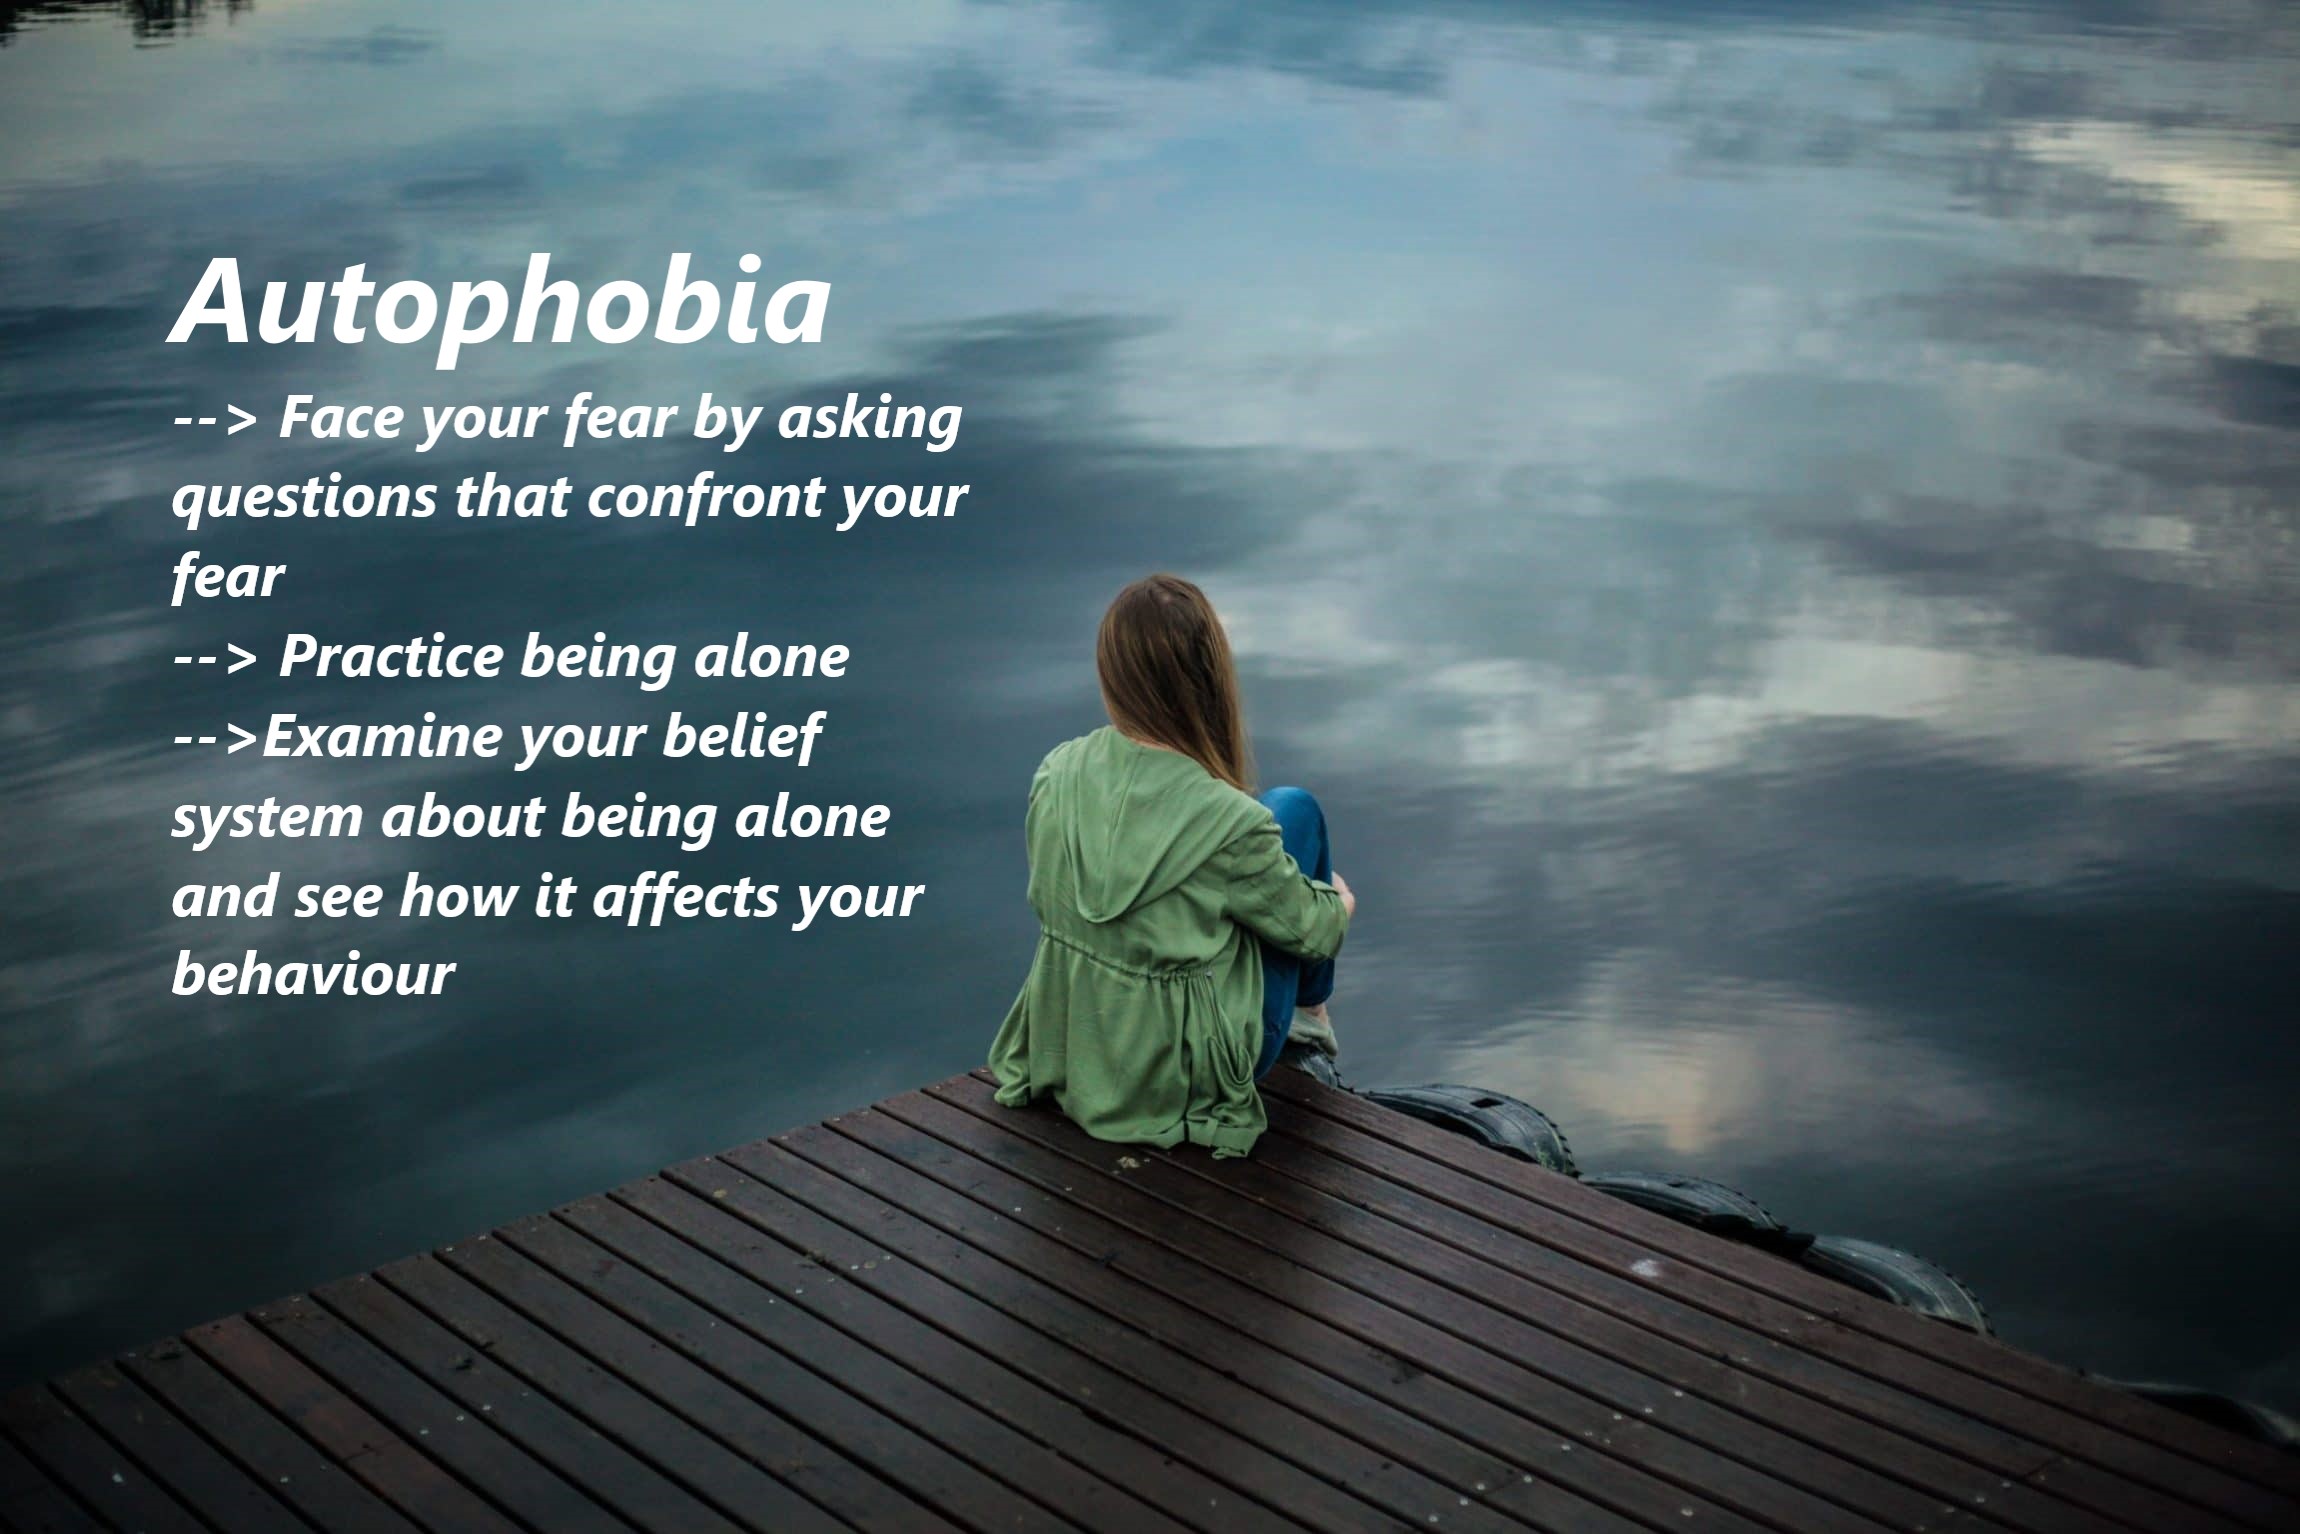 Autophobia
--> Face your fear by asking
questions that confront your
fear
--> Practice being alone
-->Examine your belief
system about being alone
and see how it affects your
behaviour